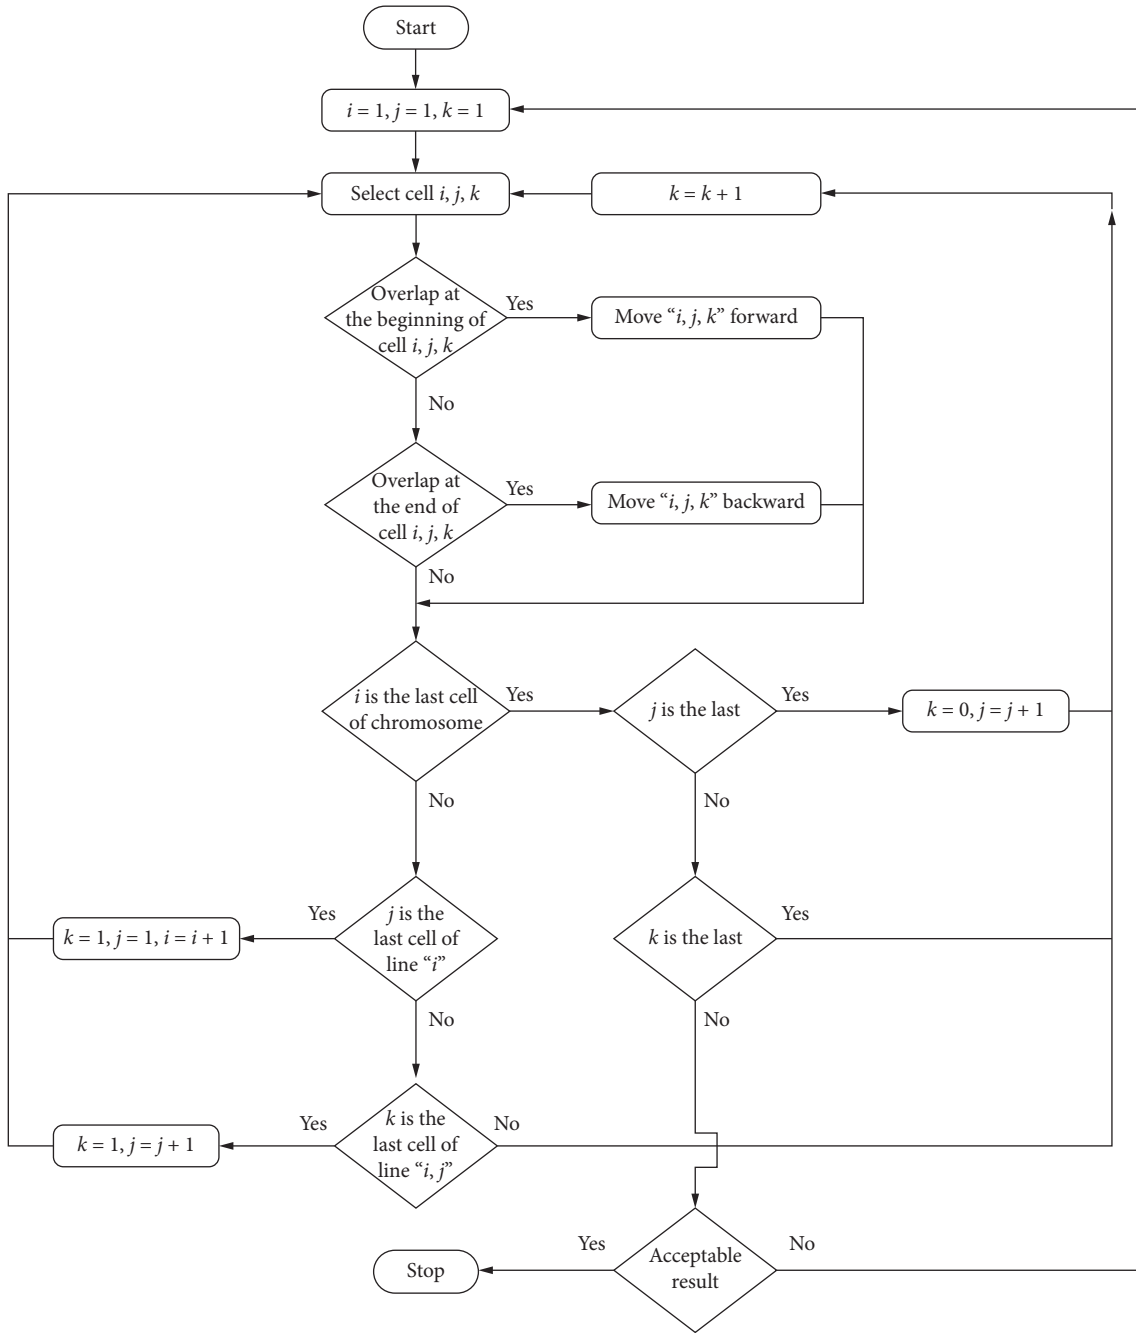 Start
i = 1, j = 1, k = 1
Select cell i, j, k
k = k + 1
Overlap at
the beginning of
cell i, j, k
Yes
Move “i, j, k” forward
No
Overlap at
the end of
cell i, j, k
Yes
Move “i, j, k” backward
No
i is the last cell
of chromosome
Yes
j is the last
Yes
k = 0, j = j + 1
No
No
j is the
last cell of
line “i”
Yes
k = 1, j = 1, i = i + 1
k is the last
Yes
No
No
k is the
last cell of
line “i, j”
Yes
No
k = 1, j = j + 1
Acceptable
result
Yes
No
Stop